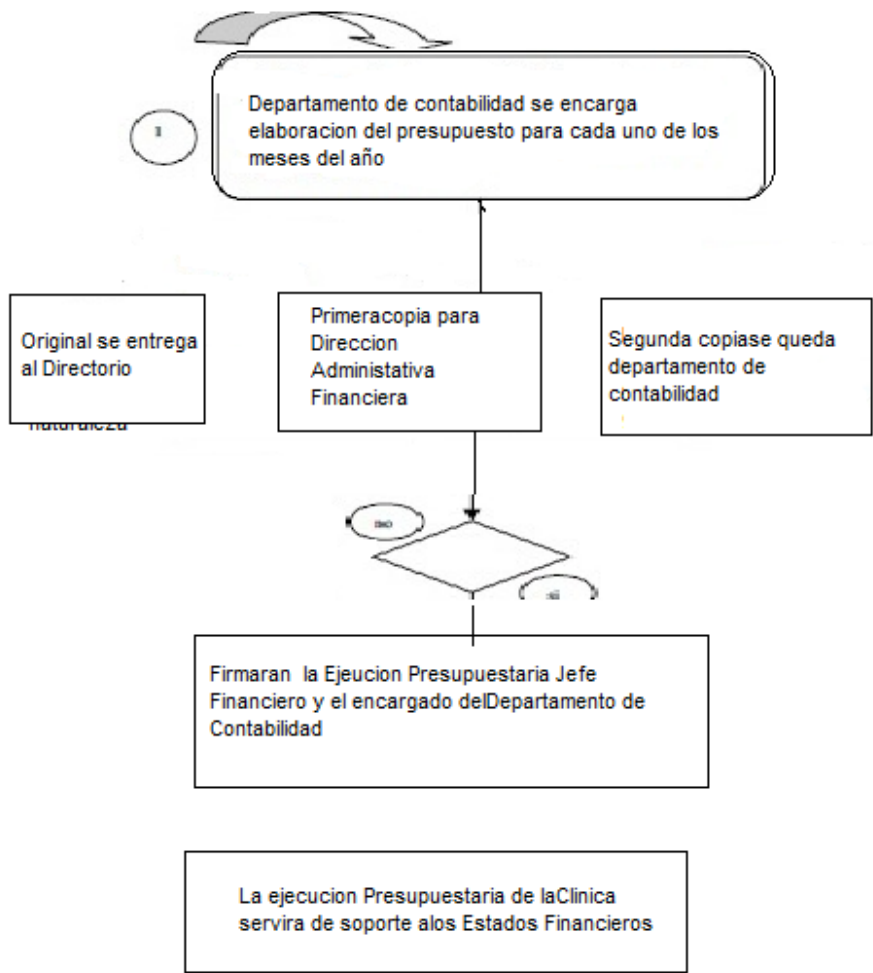 Departamento de contabilidad se encarga
elaboracion del presupuesto para cada uno de los
meses del año
Original se entrega
al Directorio
naturaleza
Primeracopia para
Direccion
Administativa
Financiera
Segunda copiase queda
departamento de
contabilidad
Firmaran la Ejeucion Presupuestaria Jefe
Financiero y el encargado delDepartamento de
Contabilidad
La ejecucion Presupuestaria de laClinica
servira de soporte alos Estados Financieros